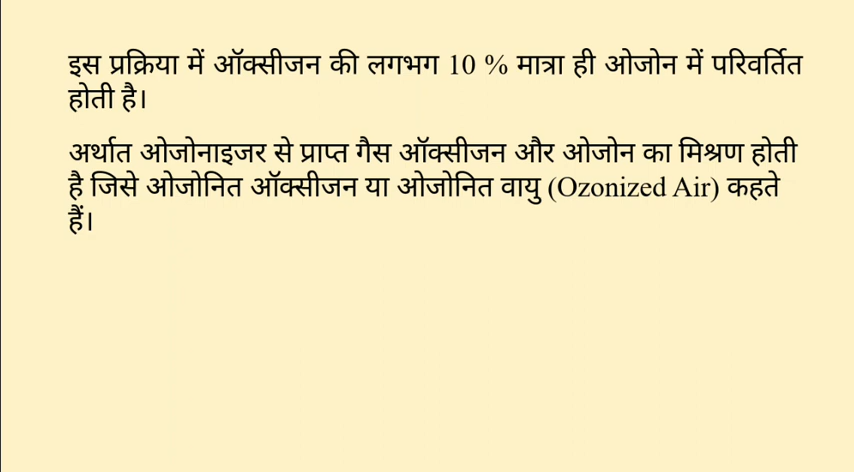 इस प्रक्रिया में ऑक्सीजन की लगभग 10 % मात्रा ही ओजोन में परिवर्तित
होती है।
अर्थात ओजोनाइजर से प्राप्त गैस ऑक्सीजन और ओजोन का मिश्रण होती
है जिसे ओजोनित ऑक्सीजन या ओजोनित वायु (Ozonized Air) कहते
हैं।